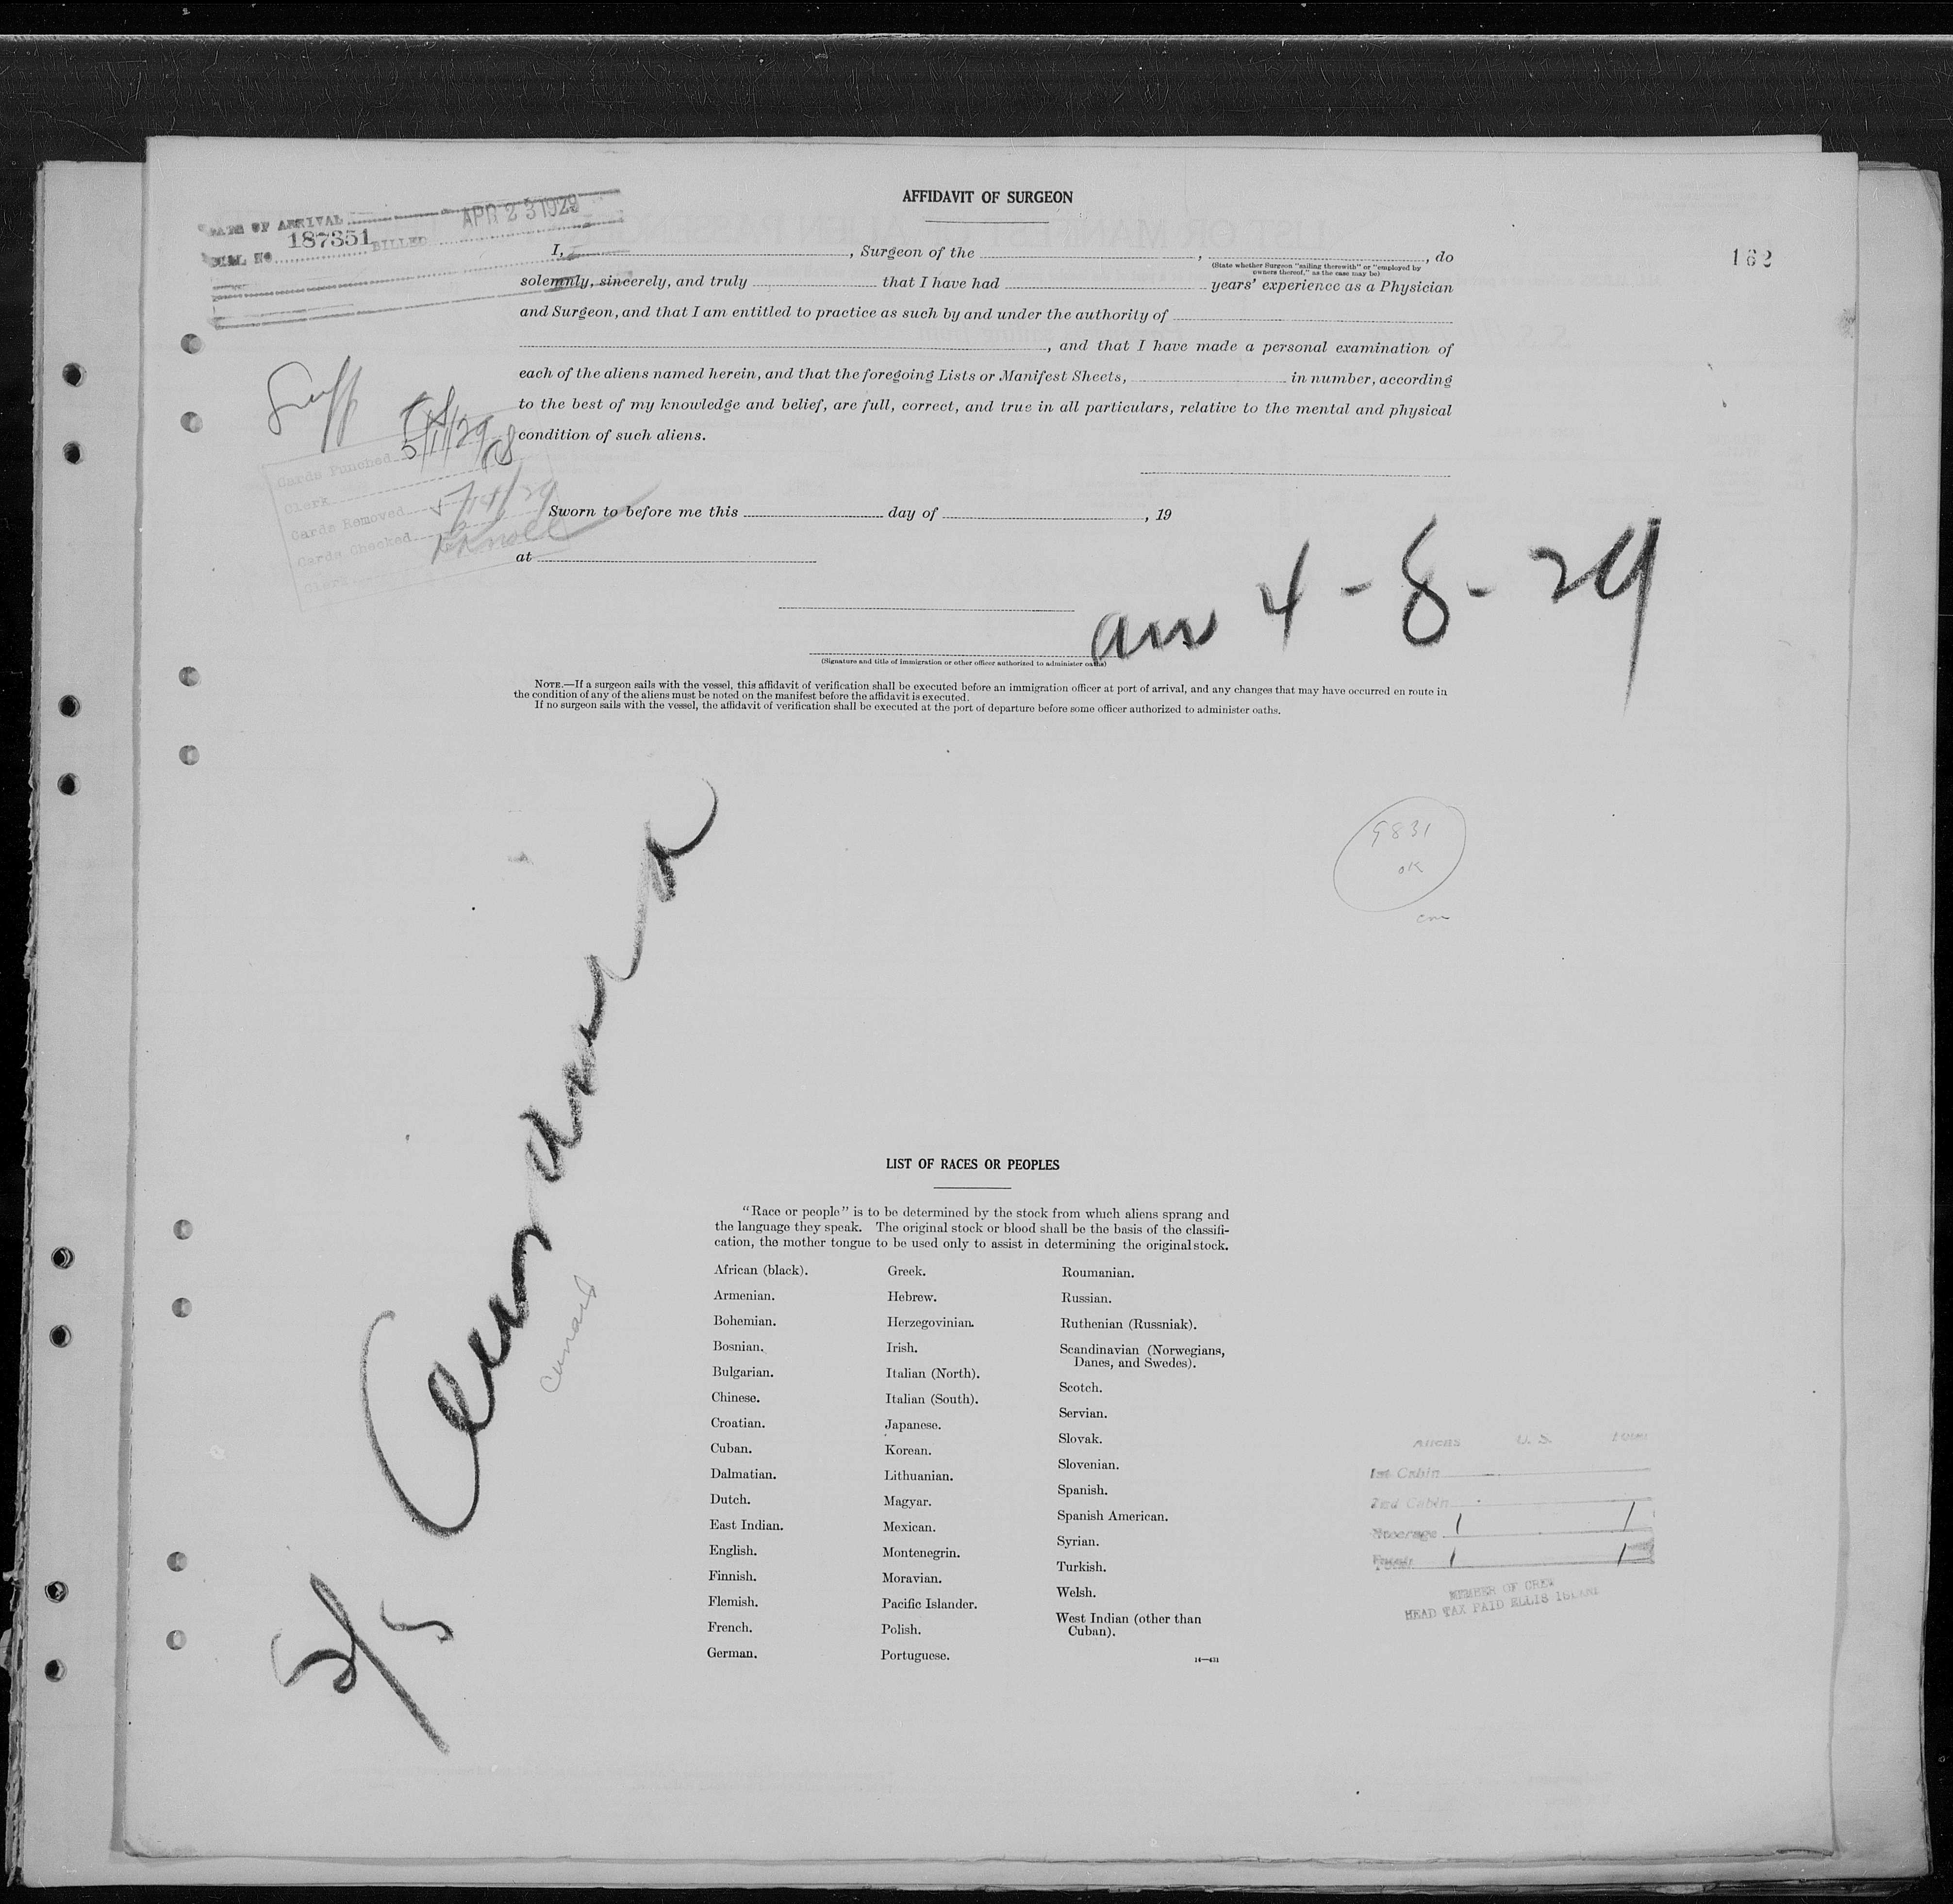 AFFIDAVIT OF SURGEON
DATE OF ARRIVAL
APR 23 1929
187351 BILLED
162
I, , Surgeon of the , , do
(State whether Surgeon "sailing therewith" or "employed by
owners thereof," as the case may be)
solemnly, sincerely, and truly that I have had years' experience as a Physician
and Surgeon, and that I am entitled to practice as such by and under the authority of
, and that I have made a personal examination of
each of the aliens named herein, and that the foregoing Lists or Manifest Sheets, in number, according
to the best of my knowledge and belief, are full, correct, and true in all particulars, relative to the mental and physical
condition of such aliens.
Cards Punched
Clerk
Cards Removed
Cards Checked
Clerk
Sworn to before me this day of , 19
at
arr 4-8-29
(Signature and title of immigration or other officer authorized to administer oaths)
NOTE.—If a surgeon sails with the vessel, this affidavit of verification shall be executed before an immigration officer at port of arrival, and any changes that may have occurred en route in
the condition of any of the aliens must be noted on the manifest before the affidavit is executed.
If no surgeon sails with the vessel, the affidavit of verification shall be executed at the port of departure before some officer authorized to administer oaths.
9831
OK
cm
S/S
Cunard
LIST OF RACES OR PEOPLES
"Race or people" is to be determined by the stock from which aliens sprang and
the language they speak. The original stock or blood shall be the basis of the classifi-
cation, the mother tongue to be used only to assist in determining the original stock.
African (black).
Armenian.
Bohemian.
Bosnian.
Bulgarian.
Chinese.
Croatian.
Cuban.
Dalmatian.
Dutch.
East Indian.
English.
Finnish.
Flemish.
French.
German.
Greek.
Hebrew.
Herzegovinian.
Irish.
Italian (North).
Italian (South).
Japanese.
Korean.
Lithuanian.
Magyar.
Mexican.
Montenegrin.
Moravian.
Pacific Islander.
Polish.
Portuguese.
Roumanian.
Russian.
Ruthenian (Russniak).
Scandinavian (Norwegians,
Danes, and Swedes).
Scotch.
Servian.
Slovak.
Slovenian.
Spanish.
Spanish American.
Syrian.
Turkish.
Welsh.
West Indian (other than
Cuban).
14—431
Aliens U. S. Total
1st Cabin
2nd Cabin
Steerage 1 1
Total 1 1
MEMBER OF CREW
HEAD TAX PAID ELLIS ISLAND